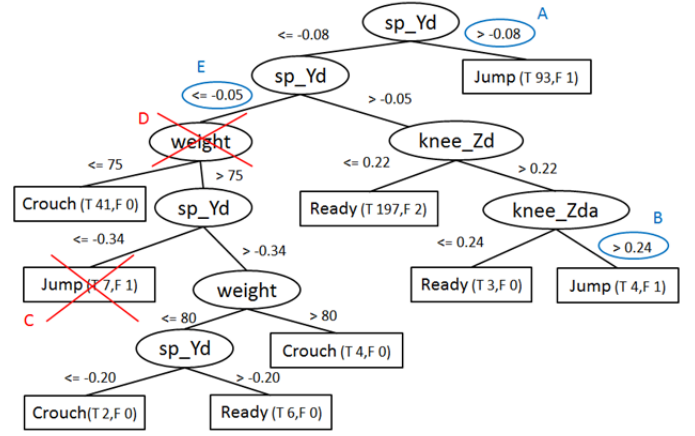 A
sp_Yd
<= -0.08
> -0.08
E
sp_Yd
Jump (T 93,F 1)
<= -0.05
> -0.05
D
weight
knee_Zd
<= 75
> 75
<= 0.22
> 0.22
Crouch (T 41,F 0)
sp_Yd
Ready (T 197,F 2)
knee_Zda
B
<= -0.34
> -0.34
<= 0.24
> 0.24
Jump (T 7,F 1)
weight
Ready (T 3,F 0)
Jump (T 4,F 1)
C
<= 80
> 80
sp_Yd
Crouch (T 4,F 0)
<= -0.20
> -0.20
Crouch(T 2,F 0)
Ready (T 6,F 0)